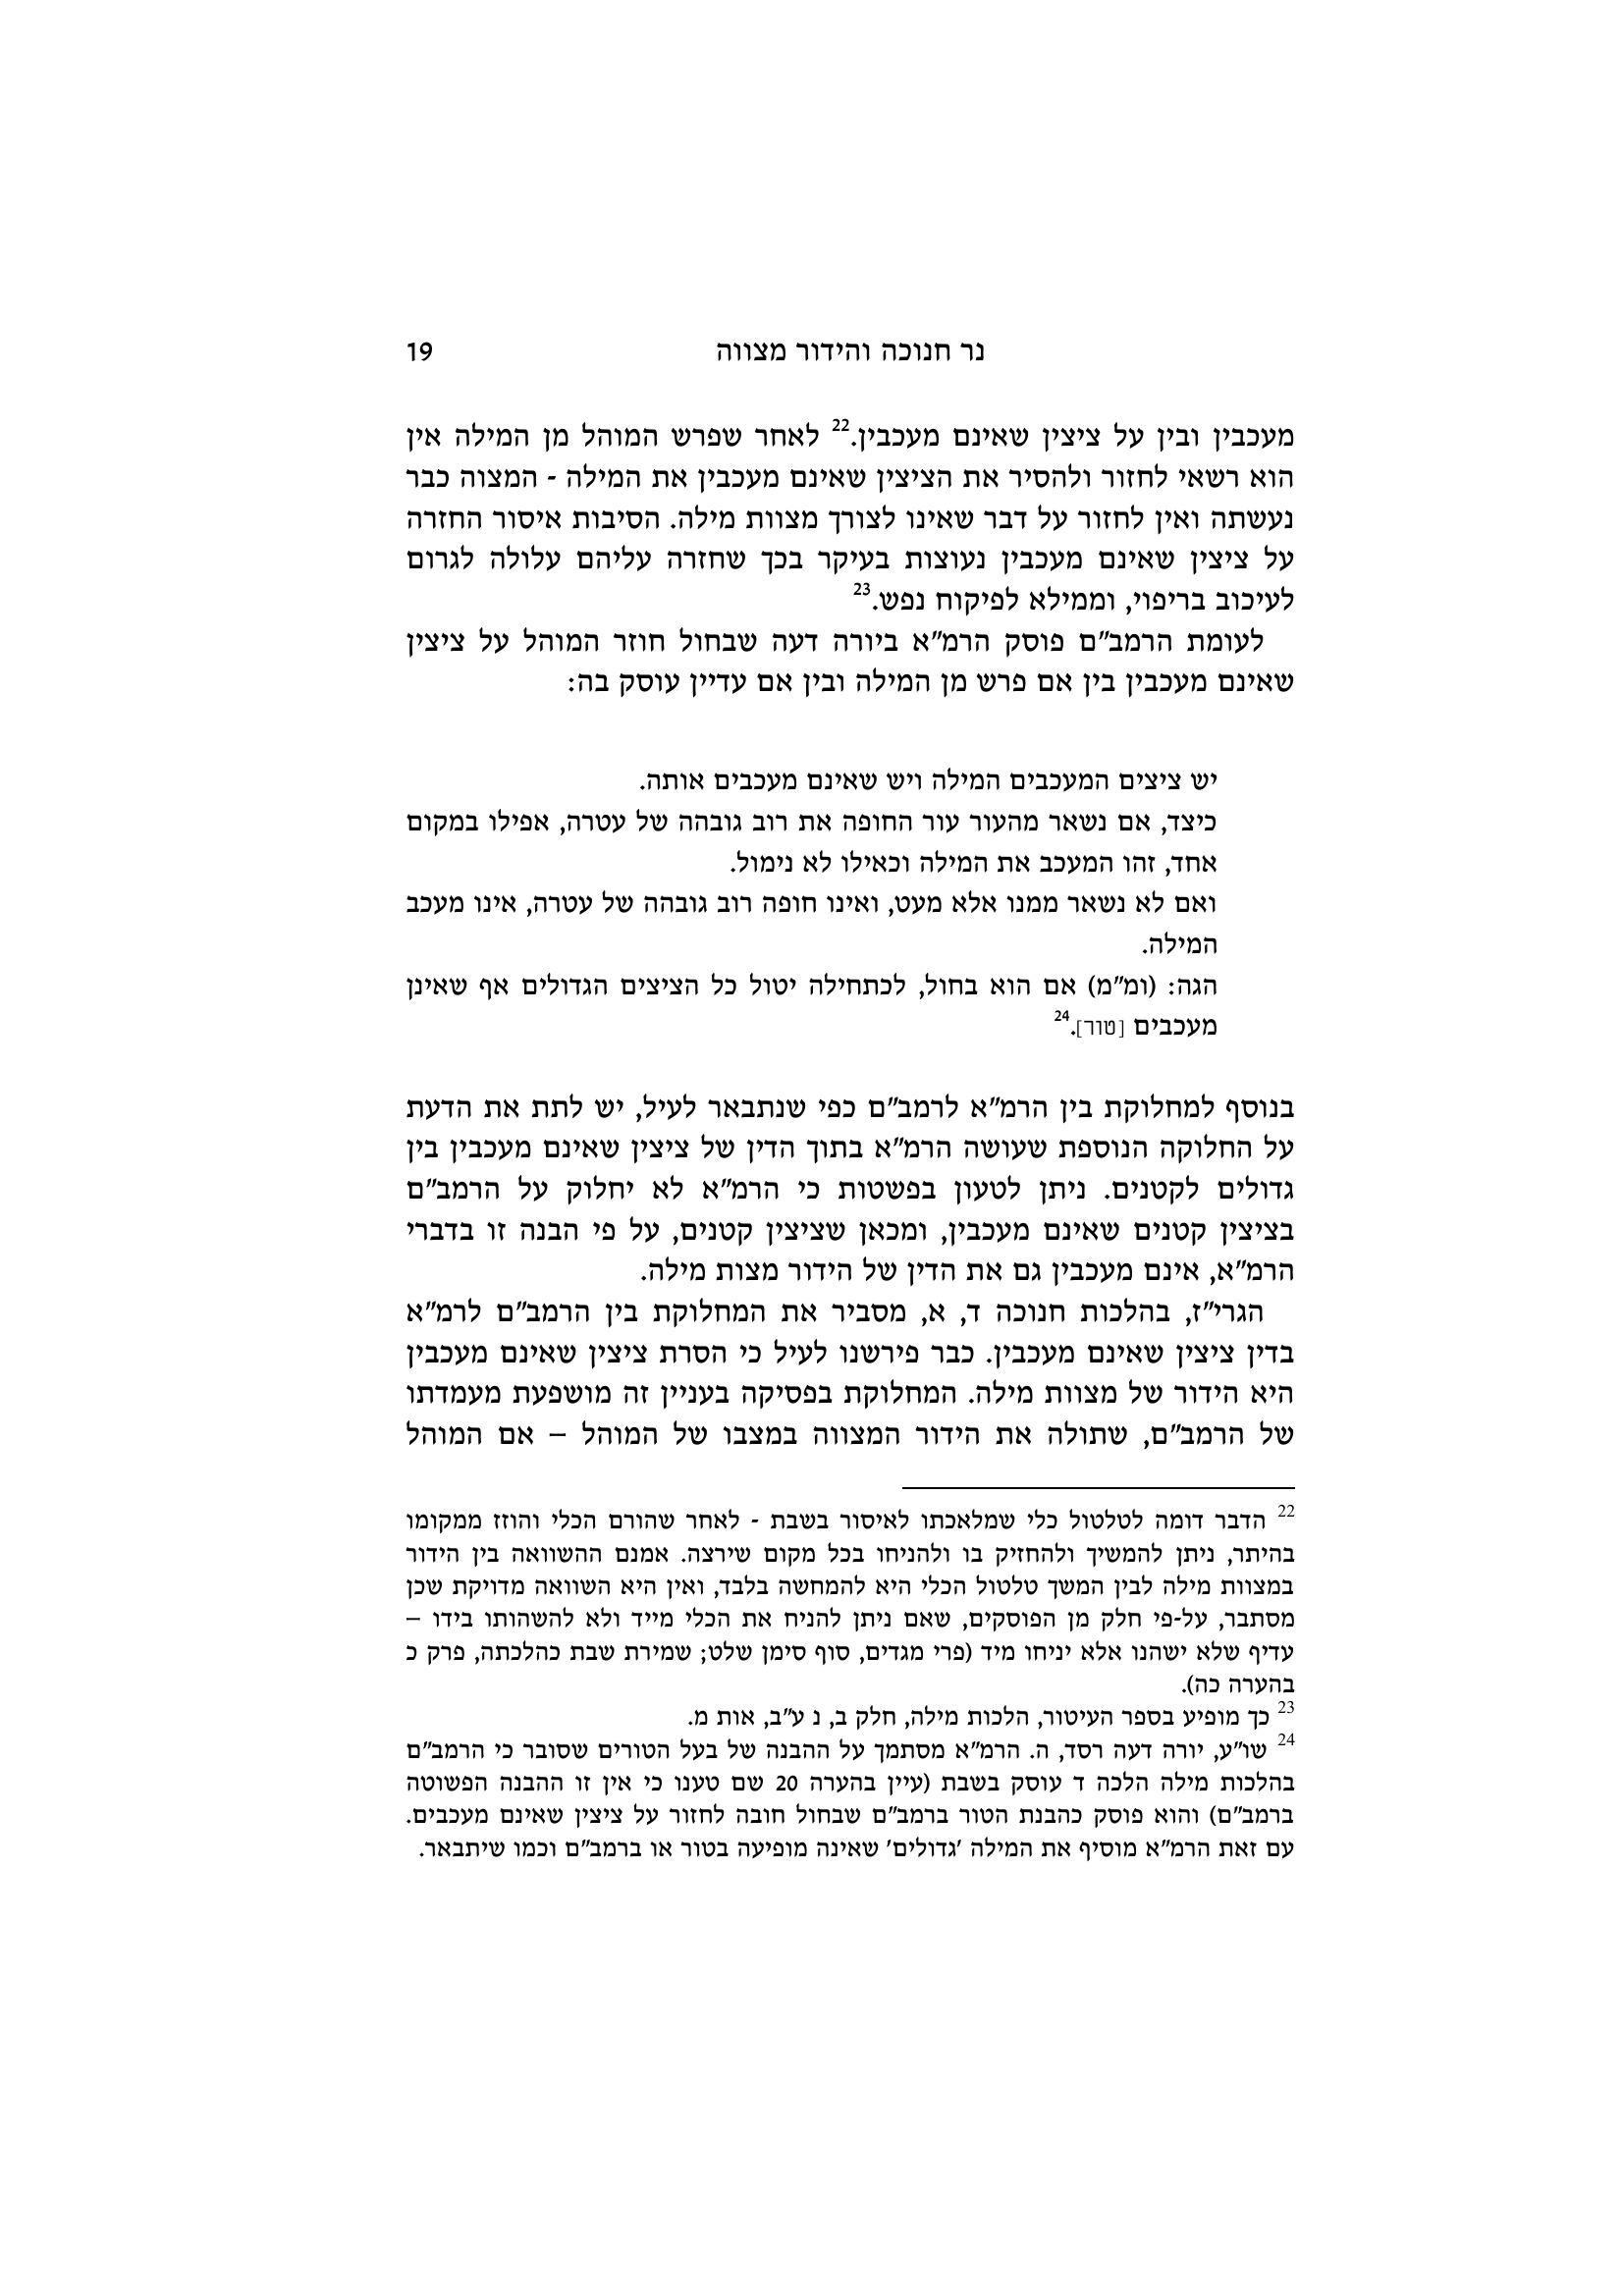 נר חנוכה והידור מצווה 19
מעכבין ובין על ציצין שאינם מעכבין.22 לאחר שפרש המוהל מן המילה אין
הוא רשאי לחזור ולהסיר את הציצין שאינם מעכבין את המילה - המצוה כבר
נעשתה ואין לחזור על דבר שאינו לצורך מצוות מילה. הסיבות איסור החזרה
על ציצין שאינם מעכבין נעוצות בעיקר בכך שחזרה עליהם עלולה לגרום
לעיכוב בריפוי, וממילא לפיקוח נפש.23
לעומת הרמב"ם פוסק הרמ"א ביורה דעה שבחול חוזר המוהל על ציצין
שאינם מעכבין בין אם פרש מן המילה ובין אם עדיין עוסק בה:
יש ציצים המעכבים המילה ויש שאינם מעכבים אותה.
כיצד, אם נשאר מהעור עור החופה את רוב גובהה של עטרה, אפילו במקום
אחד, זהו המעכב את המילה וכאילו לא נימול.
ואם לא נשאר ממנו אלא מעט, ואינו חופה רוב גובהה של עטרה, אינו מעכב
המילה.
הגה: (ומ"מ) אם הוא בחול, לכתחילה יטול כל הציצים הגדולים אף שאינן
מעכבים [טור].24
בנוסף למחלוקת בין הרמ"א לרמב"ם כפי שנתבאר לעיל, יש לתת את הדעת
על החלוקה הנוספת שעושה הרמ"א בתוך הדין של ציצין שאינם מעכבין בין
גדולים לקטנים. ניתן לטעון בפשטות כי הרמ"א לא יחלוק על הרמב"ם
בציצין קטנים שאינם מעכבין, ומכאן שציצין קטנים, על פי הבנה זו בדברי
הרמ"א, אינם מעכבין גם את הדין של הידור מצות מילה.
הגרי"ז, בהלכות חנוכה ד, א, מסביר את המחלוקת בין הרמב"ם לרמ"א
בדין ציצין שאינם מעכבין. כבר פירשנו לעיל כי הסרת ציצין שאינם מעכבין
היא הידור של מצוות מילה. המחלוקת בפסיקה בעניין זה מושפעת מעמדתו
של הרמב"ם, שתולה את הידור המצווה במצבו של המוהל – אם המוהל
22 הדבר דומה לטלטול כלי שמלאכתו לאיסור בשבת - לאחר שהורם הכלי והוזז ממקומו
בהיתר, ניתן להמשיך ולהחזיק בו ולהניחו בכל מקום שירצה. אמנם ההשוואה בין הידור
במצוות מילה לבין המשך טלטול הכלי היא להמחשה בלבד, ואין היא השוואה מדויקת שכן
מסתבר, על-פי חלק מן הפוסקים, שאם ניתן להניח את הכלי מייד ולא להשהותו בידו –
עדיף שלא ישהנו אלא יניחו מיד (פרי מגדים, סוף סימן שלט; שמירת שבת כהלכתה, פרק כ
בהערה כה).
23 כך מופיע בספר העיטור, הלכות מילה, חלק ב, נ ע"ב, אות מ.
24 שו"ע, יורה דעה רסד, ה. הרמ"א מסתמך על ההבנה של בעל הטורים שסובר כי הרמב"ם
בהלכות מילה הלכה ד עוסק בשבת (עיין בהערה 20 שם טענו כי אין זו ההבנה הפשוטה
ברמב"ם) והוא פוסק כהבנת הטור ברמב"ם שבחול חובה לחזור על ציצין שאינם מעכבים.
עם זאת הרמ"א מוסיף את המילה 'גדולים' שאינה מופיעה בטור או ברמב"ם וכמו שיתבאר.